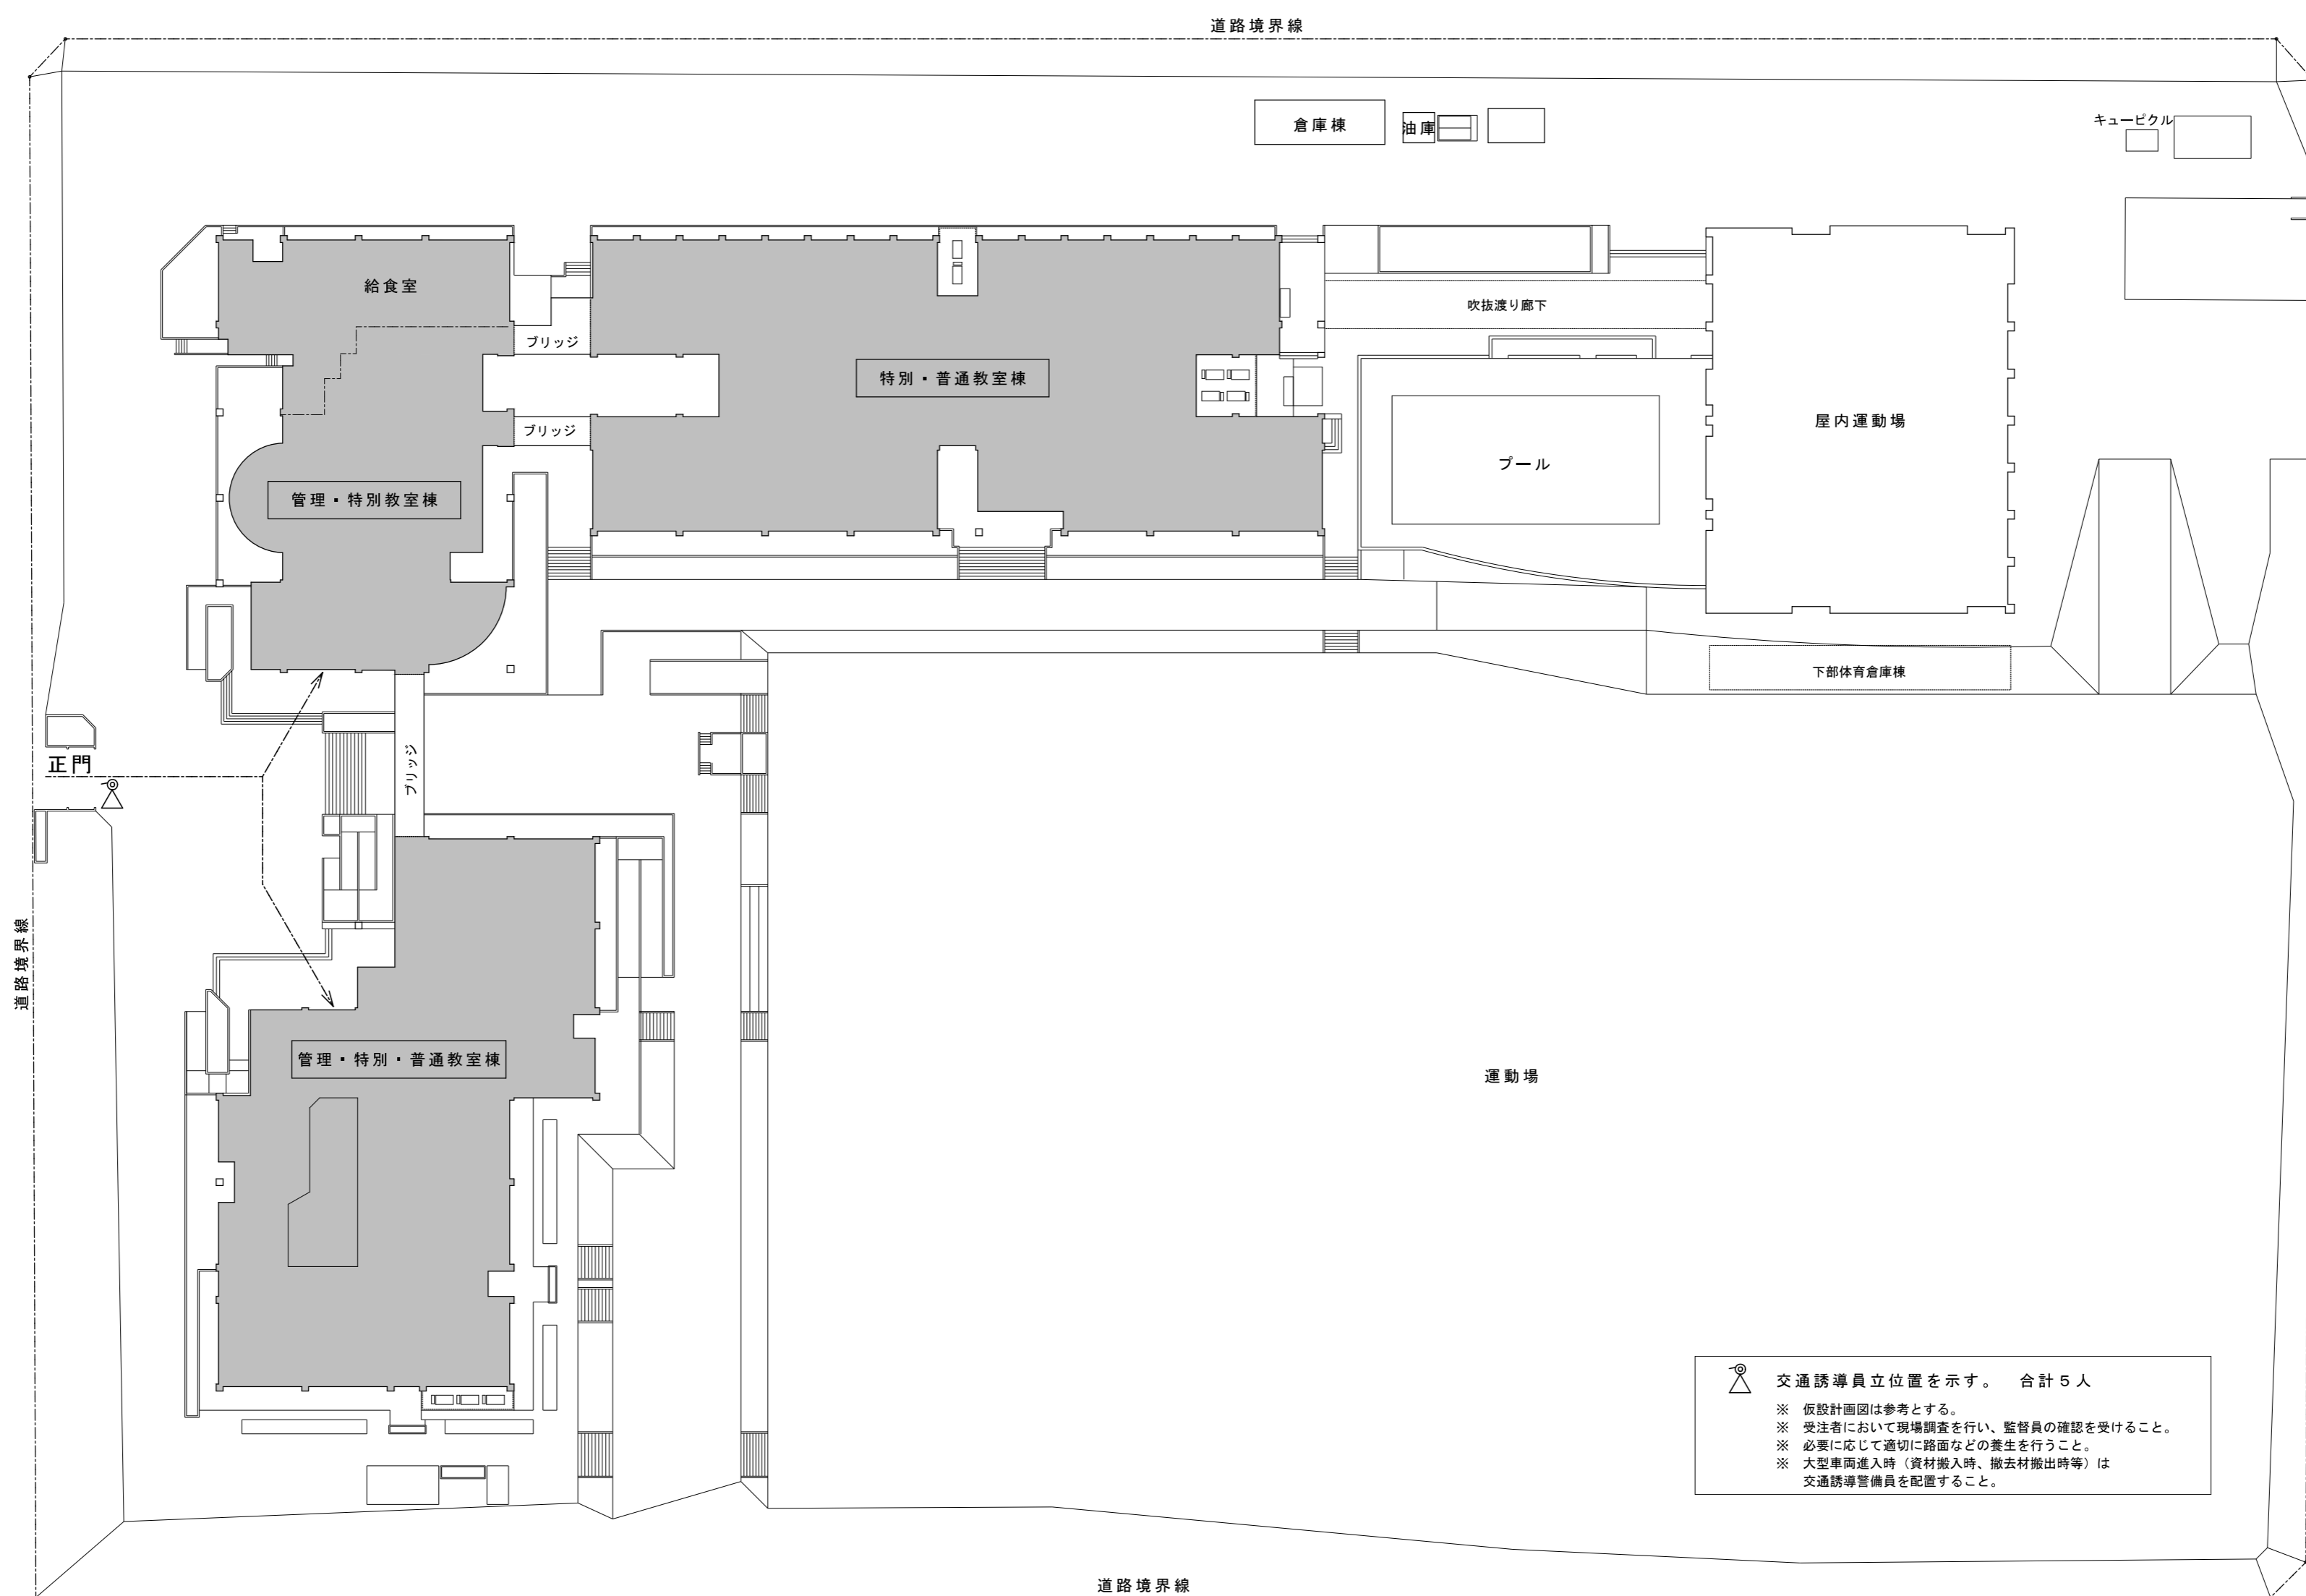 道路境界線
倉庫棟
油庫
キュービクル
給食室
吹抜渡り廊下
ブリッジ
特別・普通教室棟
屋内運動場
ブリッジ
プール
管理・特別教室棟
下部体育倉庫棟
正門
ブリッジ
道路境界線
管理・特別・普通教室棟
運動場
交通誘導員立位置を示す。　合計５人
※　仮設計画図は参考とする。
※　受注者において現場調査を行い、監督員の確認を受けること。
※　必要に応じて適切に路面などの養生を行うこと。
※　大型車両進入時（資材搬入時、撤去材搬出時等）は
交通誘導警備員を配置すること。
道路境界線